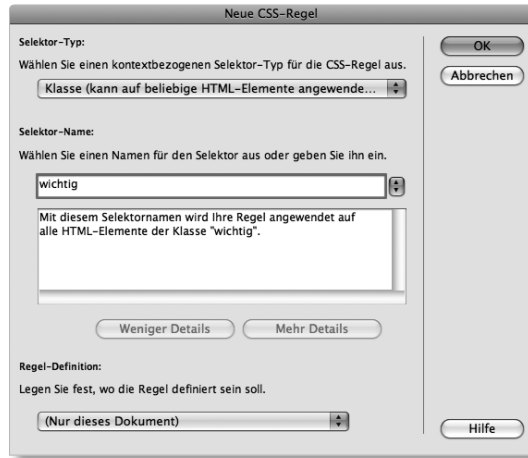 Neue CSS-Regel
Selektor-Typ:
Wählen Sie einen kontextbezogenen Selektor-Typ für die CSS-Regel aus.
Klasse (kann auf beliebige HTML-Elemente angewende...
Selektor-Name:
Wählen Sie einen Namen für den Selektor aus oder geben Sie ihn ein.
wichtig
Mit diesem Selektornamen wird Ihre Regel angewendet auf
alle HTML-Elemente der Klasse "wichtig".
Weniger Details
Mehr Details
Regel-Definition:
Legen Sie fest, wo die Regel definiert sein soll.
(Nur dieses Dokument)
OK
Abbrechen
Hilfe